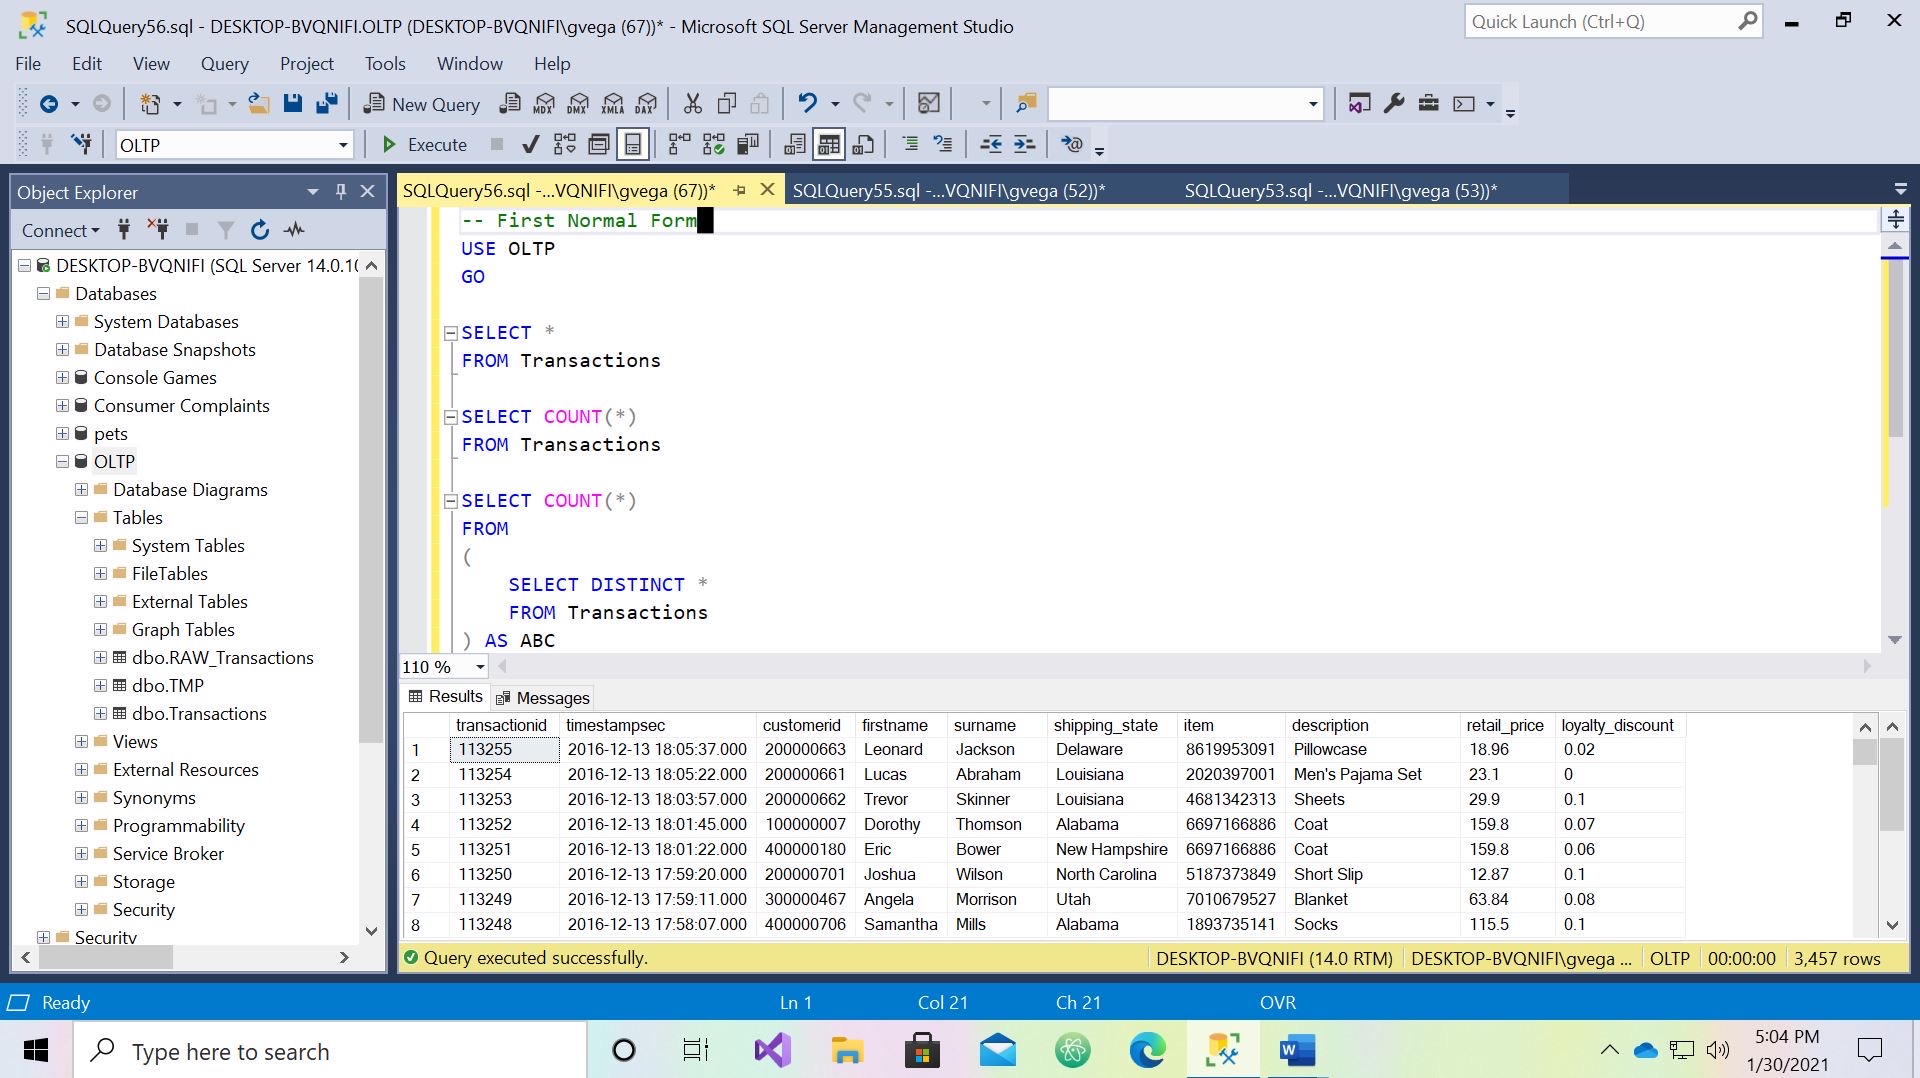 SQLQuery56.sql - DESKTOP-BVQNIFI.OLTP (DESKTOP-BVQNIFI\gvega (67))* - Microsoft SQL Server Management Studio
Quick Launch (Ctrl+Q)
File Edit View Query Project Tools Window Help
New Query MDX DMX XMLA DAX
OLTP Execute
Object Explorer
Connect
DESKTOP-BVQNIFI (SQL Server 14.0.10
Databases
System Databases
Database Snapshots
Console Games
Consumer Complaints
pets
OLTP
Database Diagrams
Tables
System Tables
FileTables
External Tables
Graph Tables
dbo.RAW_Transactions
dbo.TMP
dbo.Transactions
Views
External Resources
Synonyms
Programmability
Service Broker
Storage
Security
Security
SQLQuery56.sql -...VQNIFI\gvega (67))* SQLQuery55.sql -...VQNIFI\gvega (52))* SQLQuery53.sql -...VQNIFI\gvega (53))*
-- First Normal Form
USE OLTP
GO
SELECT *
FROM Transactions
SELECT COUNT(*)
FROM Transactions
SELECT COUNT(*)
FROM
(
SELECT DISTINCT *
FROM Transactions
) AS ABC
110 %
Results Messages
transactionid timestampsec customerid firstname surname shipping_state item description retail_price loyalty_discount
1 113255 2016-12-13 18:05:37.000 200000663 Leonard Jackson Delaware 8619953091 Pillowcase 18.96 0.02
2 113254 2016-12-13 18:05:22.000 200000661 Lucas Abraham Louisiana 2020397001 Men's Pajama Set 23.1 0
3 113253 2016-12-13 18:03:57.000 200000662 Trevor Skinner Louisiana 4681342313 Sheets 29.9 0.1
4 113252 2016-12-13 18:01:45.000 100000007 Dorothy Thomson Alabama 6697166886 Coat 159.8 0.07
5 113251 2016-12-13 18:01:22.000 400000180 Eric Bower New Hampshire 6697166886 Coat 159.8 0.06
6 113250 2016-12-13 17:59:20.000 200000701 Joshua Wilson North Carolina 5187373849 Short Slip 12.87 0.1
7 113249 2016-12-13 17:59:11.000 300000467 Angela Morrison Utah 7010679527 Blanket 63.84 0.08
8 113248 2016-12-13 17:58:07.000 400000706 Samantha Mills Alabama 1893735141 Socks 115.5 0.1
Query executed successfully. DESKTOP-BVQNIFI (14.0 RTM) DESKTOP-BVQNIFI\gvega ... OLTP 00:00:00 3,457 rows
Ready Ln 1 Col 21 Ch 21 OVR
Type here to search
W
5:04 PM
1/30/2021